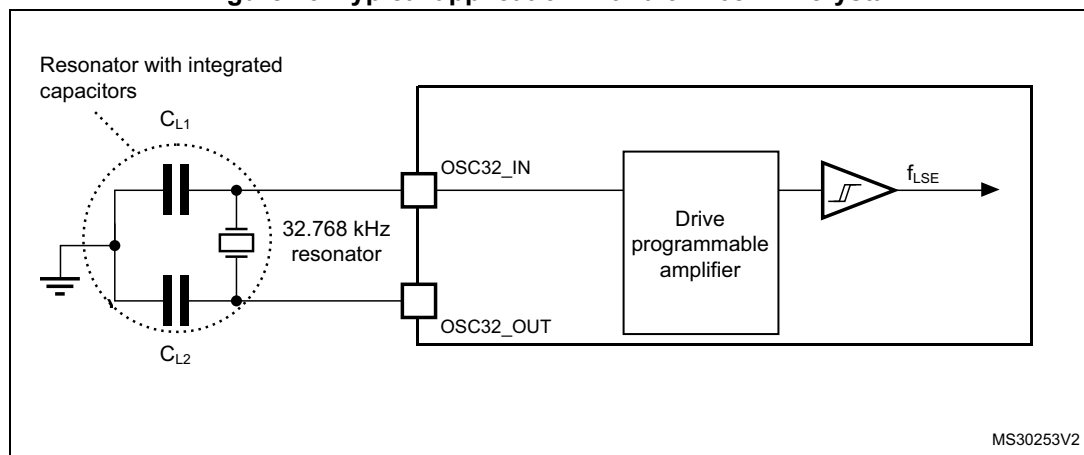 Resonator with integrated
capacitors
CL1
OSC32_IN
fLSE
32.768 kHz
resonator
Drive
programmable
amplifier
OSC32_OUT
CL2
MS30253V2